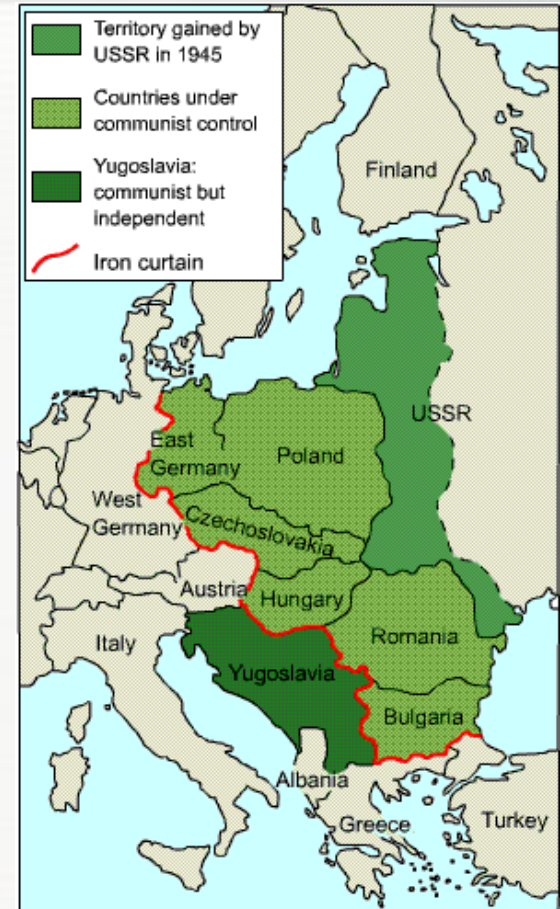 Territory gained by
USSR in 1945
Countries under
communist control
Yugoslavia:
communist but
independent
Iron curtain
Finland
USSR
East
Germany
Poland
West
Germany
Czechoslovakia
Austria
Hungary
Italy
Romania
Yugoslavia
Bulgaria
Albania
Greece
Turkey